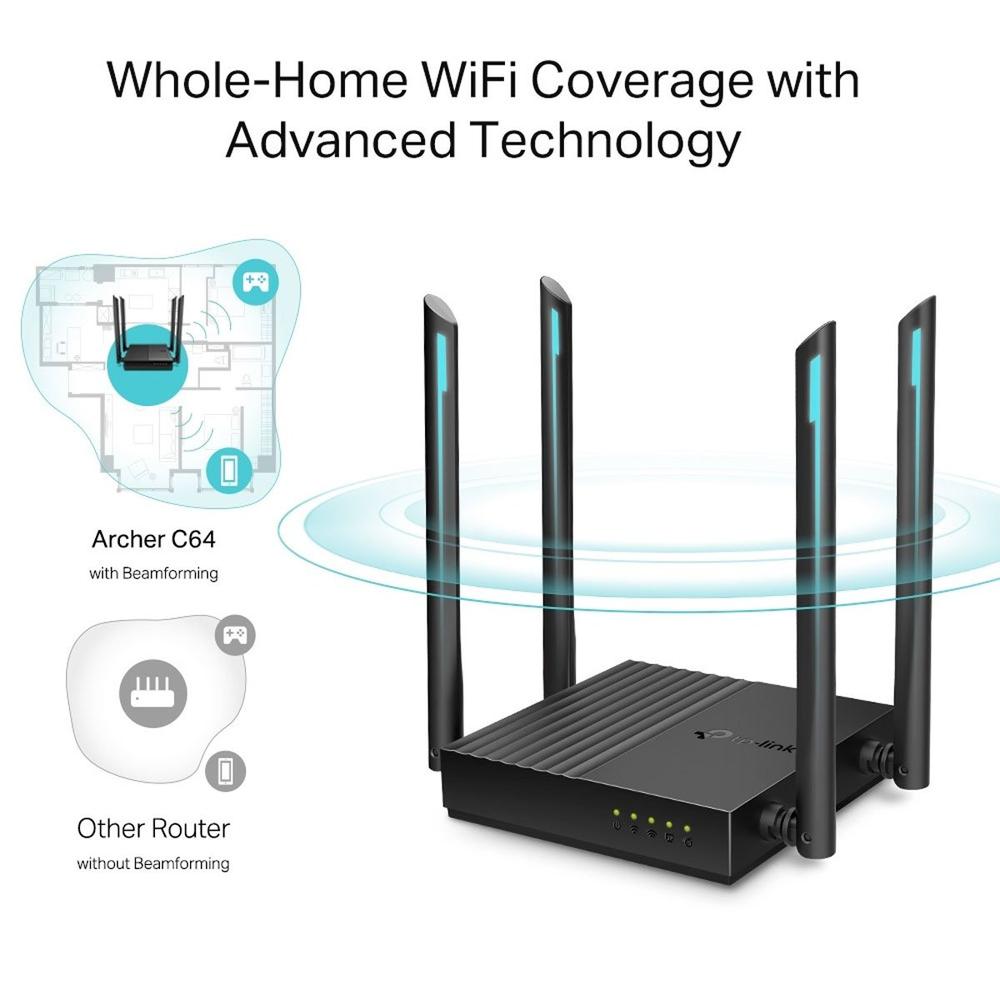 Whole-Home WiFi Coverage with
Advanced Technology
Archer C64
with Beamforming
Other Router
without Beamforming
tp-link